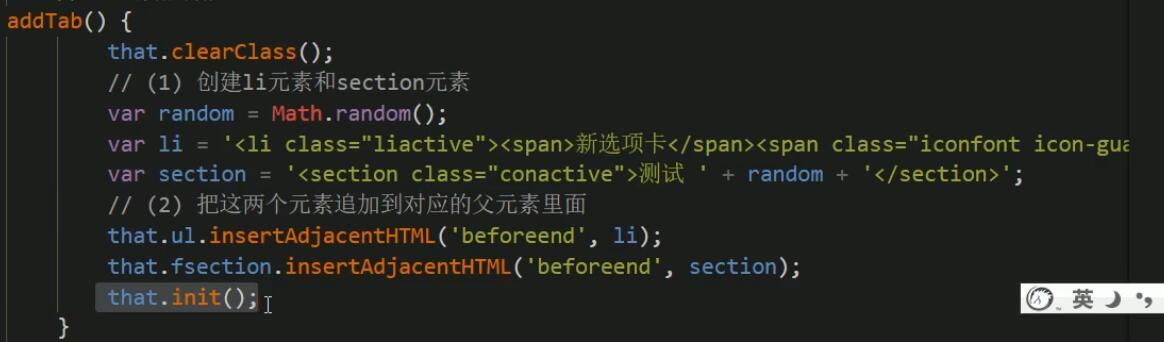 addTab() {
that.clearClass();
// (1) 创建li元素和section元素
var random = Math.random();
var li = '<li class="liactive"><span>新选项卡</span><span class="iconfont icon-gua
var section = '<section class="conactive">测试 ' + random + '</section>';
// (2) 把这两个元素追加到对应的父元素里面
that.ul.insertAdjacentHTML('beforeend', li);
that.fsection.insertAdjacentHTML('beforeend', section);
that.init();
英
}